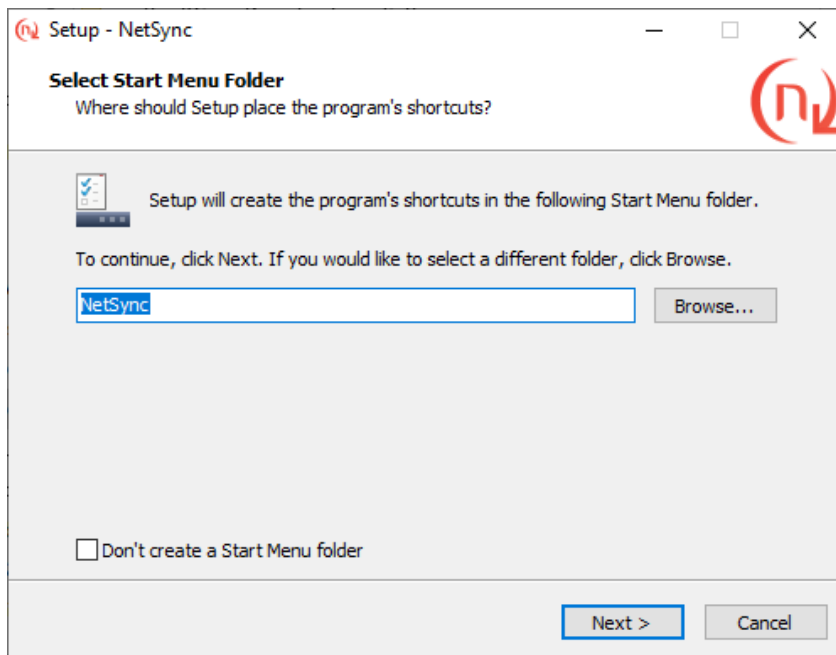 Setup - NetSync
Select Start Menu Folder
Where should Setup place the program's shortcuts?
n
Setup will create the program's shortcuts in the following Start Menu folder.
To continue, click Next. If you would like to select a different folder, click Browse.
NetSync
Browse...
Don't create a Start Menu folder
Next >
Cancel